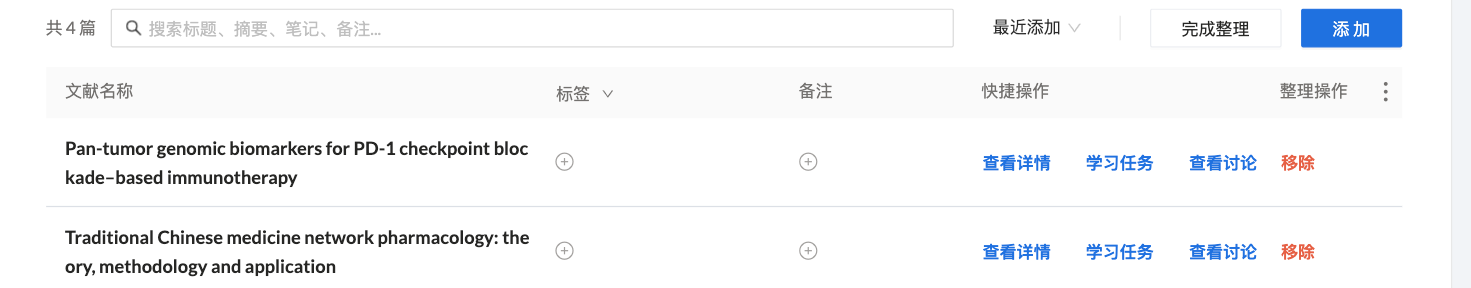 共 4 篇 搜索标题、摘要、笔记、备注... 最近添加 完成整理 添 加
文献名称 标签 备注 快捷操作 整理操作
Pan-tumor genomic biomarkers for PD-1 checkpoint bloc
kade–based immunotherapy
查看详情 学习任务 查看讨论 移除
Traditional Chinese medicine network pharmacology: the
ory, methodology and application
查看详情 学习任务 查看讨论 移除